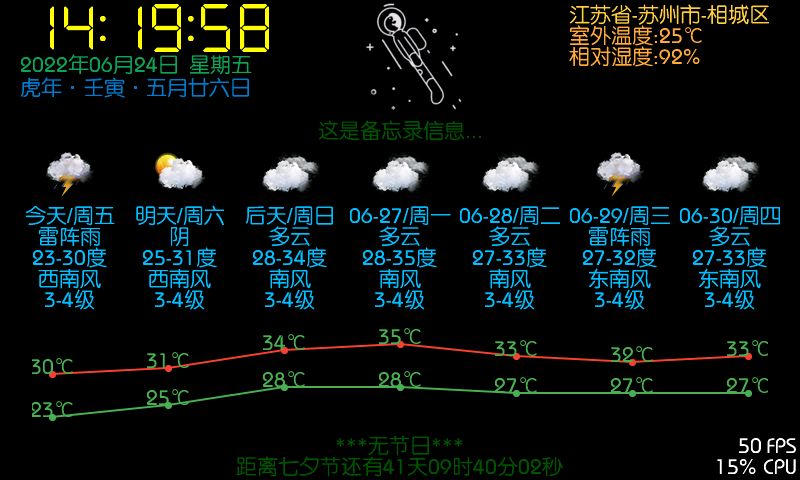 14:19:58
2022年06月24日 星期五
虎年·壬寅·五月廿六日
江苏省-苏州市-相城区
室外温度:25℃
相对湿度:92%
这是备忘录信息...
今天/周五 明天/周六 后天/周日 06-27/周一 06-28/周二 06-29/周三 06-30/周四
雷阵雨 阴 多云 多云 多云 雷阵雨 多云
23-30度 25-31度 28-34度 28-35度 27-33度 27-32度 27-33度
西南风 西南风 南风 南风 南风 东南风 东南风
3-4级 3-4级 3-4级 3-4级 3-4级 3-4级 3-4级
30℃ 31℃ 34℃ 35℃ 33℃ 32℃ 33℃
23℃ 25℃ 28℃ 28℃ 27℃ 27℃ 27℃
***无节日***
距离七夕节还有41天09时40分02秒
50 FPS
15% CPU